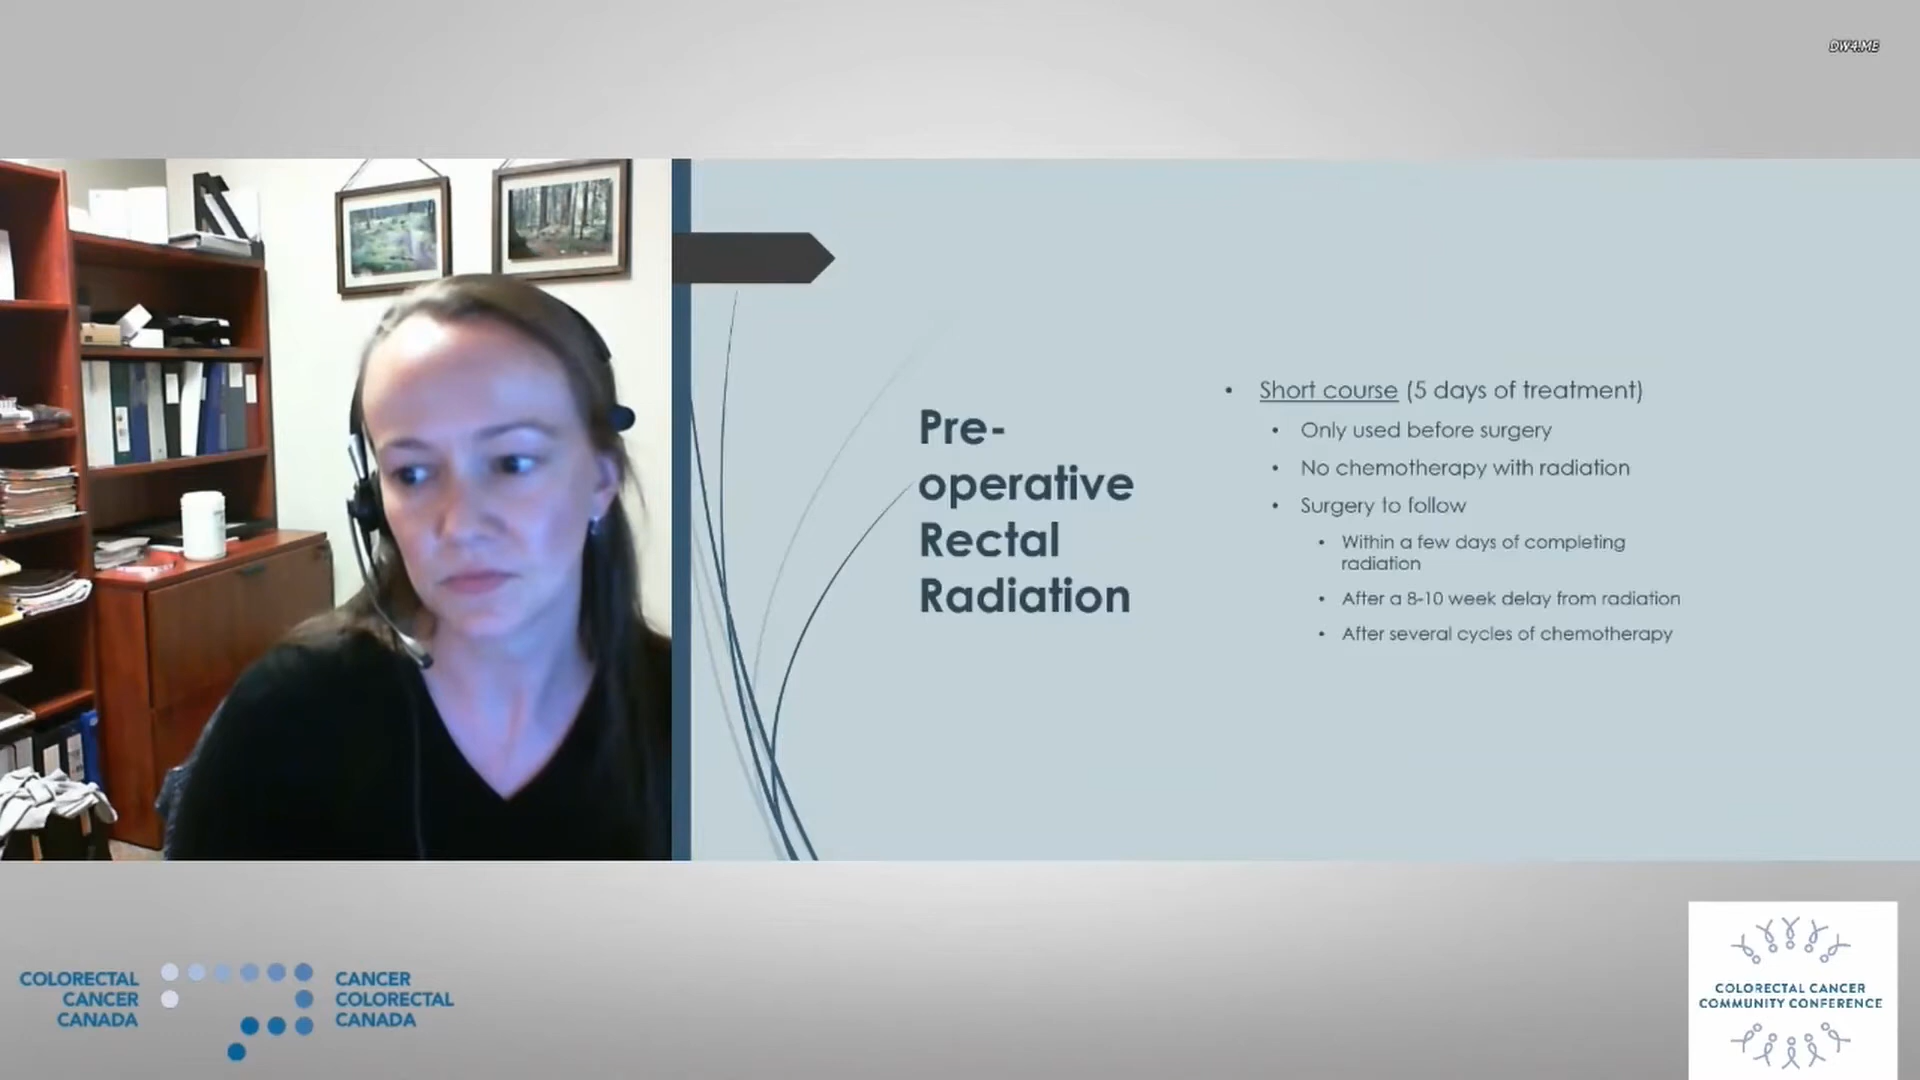 DW4.ME
Pre-
operative
Rectal
Radiation
• Short course (5 days of treatment)
• Only used before surgery
• No chemotherapy with radiation
• Surgery to follow
• Within a few days of completing
radiation
• After a 8-10 week delay from radiation
• After several cycles of chemotherapy
COLORECTAL
CANCER
CANADA
CANCER
COLORECTAL
CANADA
COLORECTAL CANCER
COMMUNITY CONFERENCE